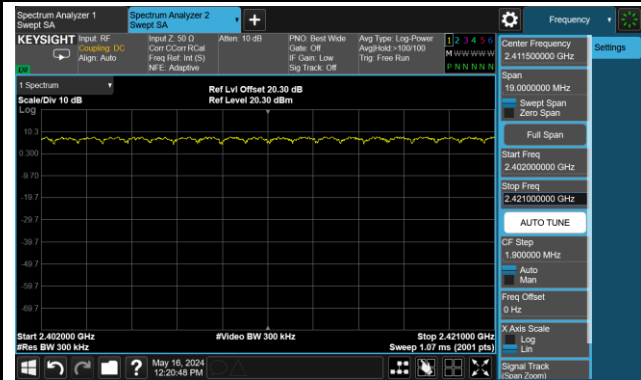 Spectrum Analyzer 1
Swept SA
Spectrum Analyzer 2
Swept SA
+
Frequency
KEYSIGHT
Input: RF
Coupling: DC
Align: Auto
Input Z: 50 Ω
Corr CCorr RCal
Freq Ref: Int (S)
NFE: Adaptive
Atten: 10 dB
PNO: Best Wide
Gate: Off
IF Gain: Low
Sig Track: Off
Avg Type: Log-Power
Avg|Hold:>100/100
Trig: Free Run
1 2 3 4 5 6
M W W W W W
P N N N N N
1 Spectrum
Scale/Div 10 dB
Ref Lvl Offset 20.30 dB
Ref Level 20.30 dBm
Log
10.3
0.300
-9.70
-19.7
-29.7
-39.7
-49.7
-59.7
-69.7
Start 2.402000 GHz
#Res BW 300 kHz
#Video BW 300 kHz
Stop 2.421000 GHz
Sweep 1.07 ms (2001 pts)
May 16, 2024
12:20:48 PM
?
Center Frequency
2.411500000 GHz
Settings
Span
19.0000000 MHz
Swept Span
Zero Span
Full Span
Start Freq
2.402000000 GHz
Stop Freq
2.421000000 GHz
AUTO TUNE
CF Step
1.900000 MHz
Auto
Man
Freq Offset
0 Hz
X Axis Scale
Log
Lin
Signal Track
(Span Zoom)